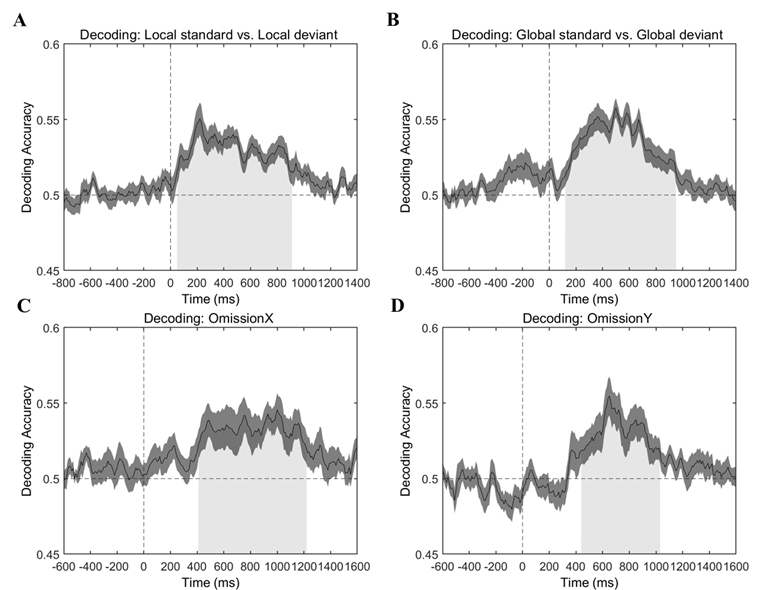 A
Decoding: Local standard vs. Local deviant
0.6
0.55
0.5
0.45
Decoding Accuracy
-800 -600 -400 -200 0 200 400 600 800 1000 1200 1400
Time (ms)
B
Decoding: Global standard vs. Global deviant
0.6
0.55
0.5
0.45
Decoding Accuracy
-800 -600 -400 -200 0 200 400 600 800 1000 1200 1400
Time (ms)
C
Decoding: OmissionX
0.6
0.55
0.5
0.45
Decoding Accuracy
-600 -400 -200 0 200 400 600 800 1000 1200 1400 1600
Time (ms)
D
Decoding: OmissionY
0.6
0.55
0.5
0.45
Decoding Accuracy
-600 -400 -200 0 200 400 600 800 1000 1200 1400 1600
Time (ms)